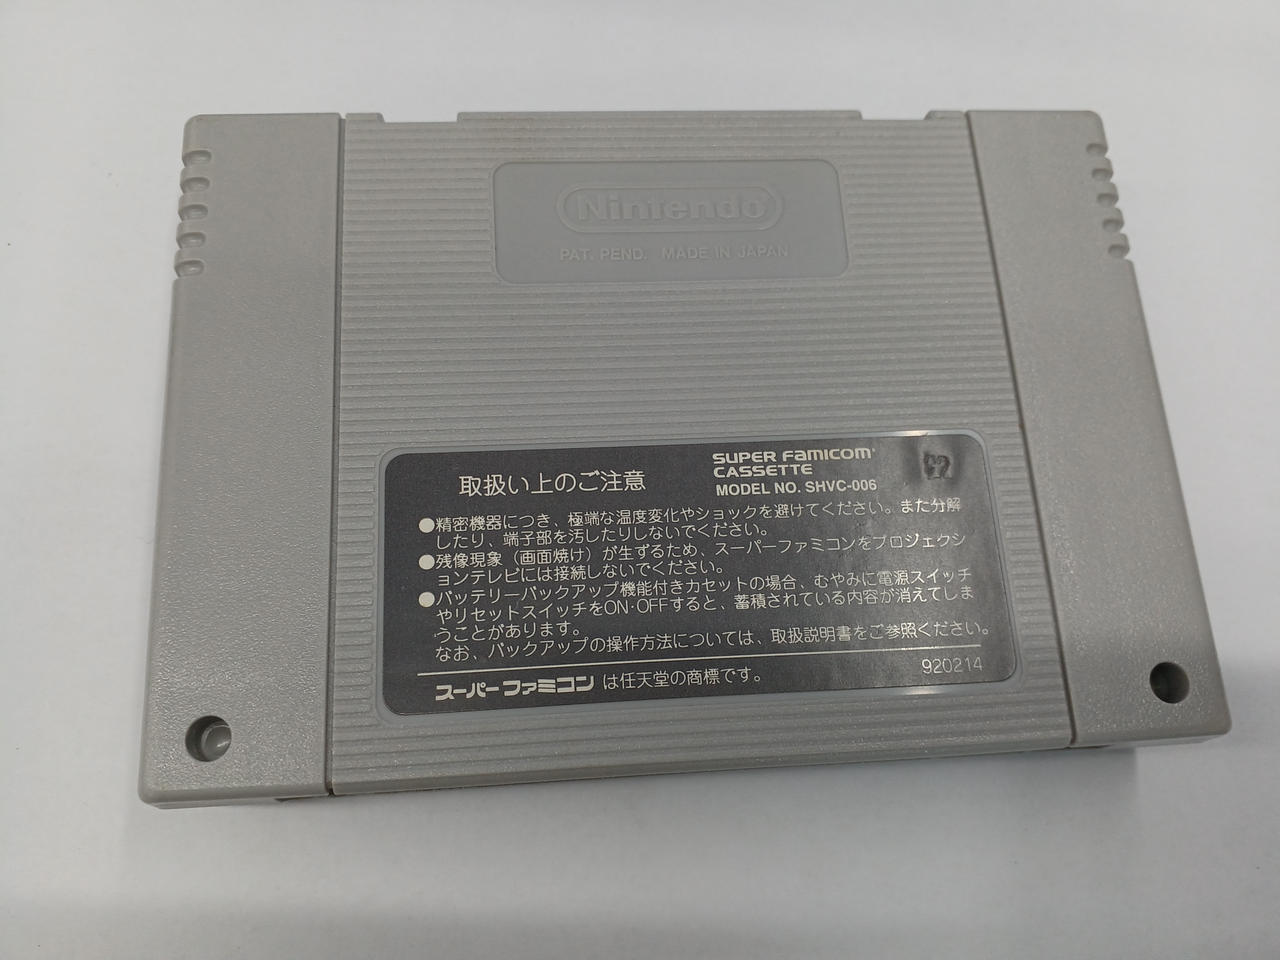 Nintendo
PAT. PEND. MADE IN JAPAN
取扱い上のご注意
SUPER FAMICOM
CASSETTE
MODEL NO. SHVC-006
22
●精密機器につき、極端な温度変化やショックを避けてください。また分解
したり、端子部を汚したりしないでください。
●残像現象（画面焼け）が生ずるため、スーパーファミコンをプロジェクシ
ョンテレビには接続しないでください。
●バッテリーバックアップ機能付きカセットの場合、むやみに電源スイッチ
やリセットスイッチをON・OFFすると、蓄積されている内容が消えてしま
うことがあります。
なお、バックアップの操作方法については、取扱説明書をご参照ください。
スーパーファミコンは任天堂の商標です。
920214